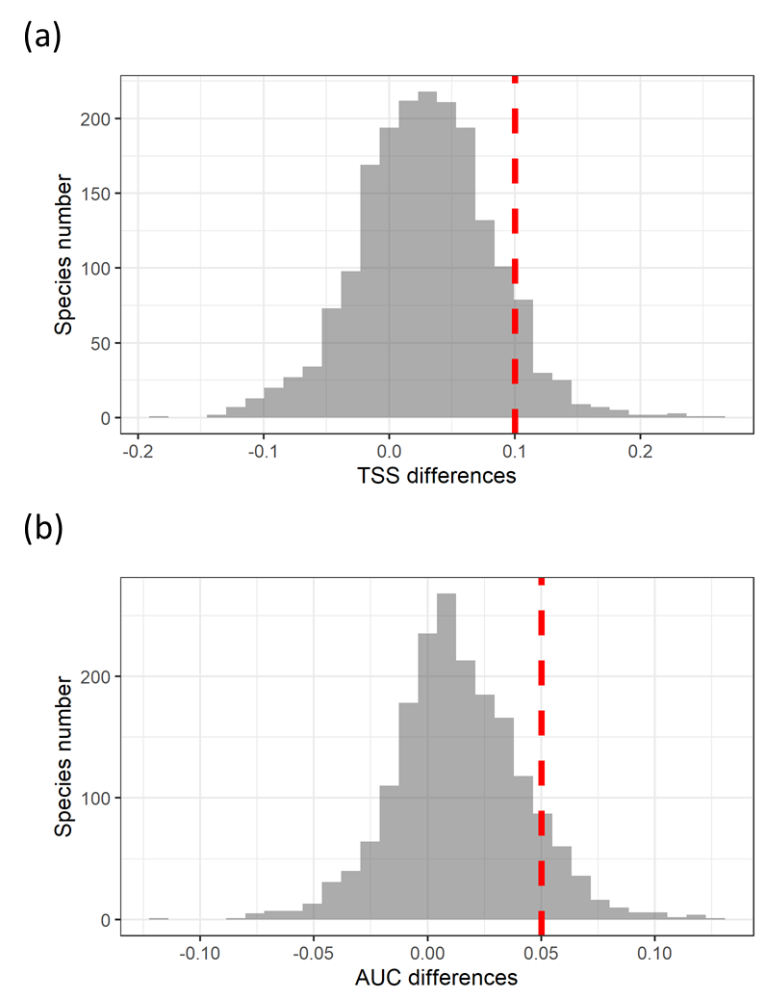 (a)
200
150
100
50
0
Species number
-0.2 -0.1 0.0 0.1 0.2
TSS differences
(b)
200
100
0
Species number
-0.10 -0.05 0.00 0.05 0.10
AUC differences